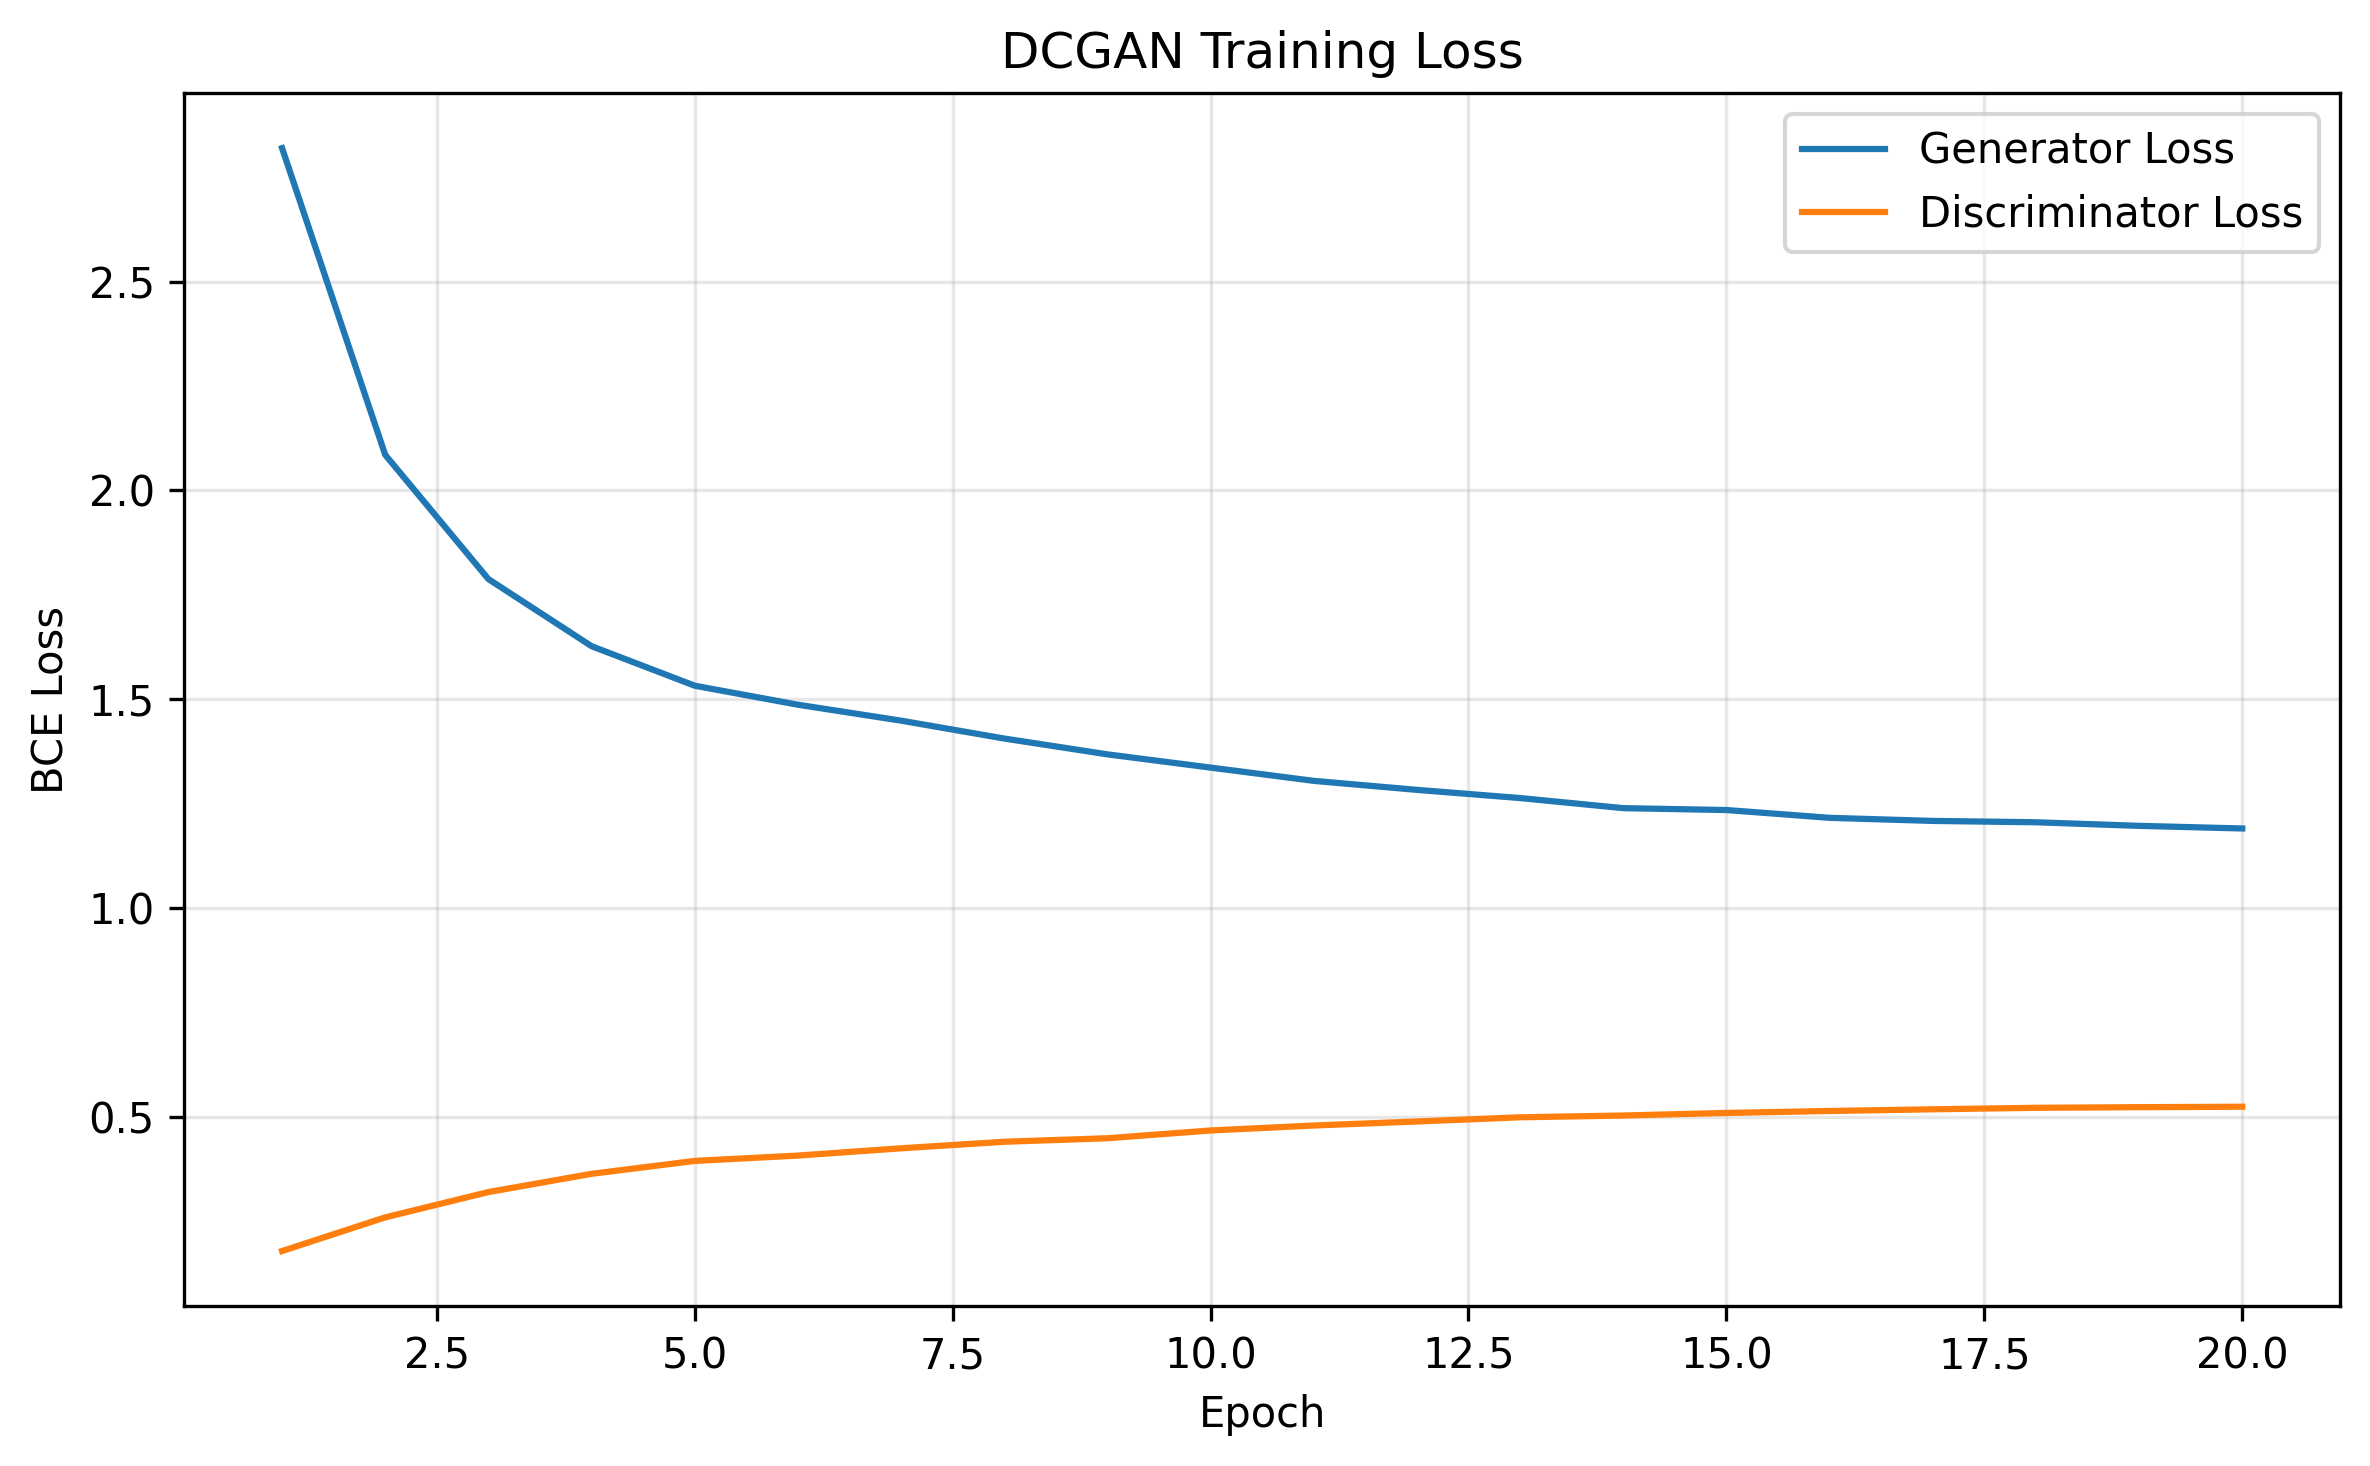 DCGAN Training Loss
Generator Loss
Discriminator Loss
BCE Loss
2.5
2.0
1.5
1.0
0.5
2.5 5.0 7.5 10.0 12.5 15.0 17.5 20.0
Epoch